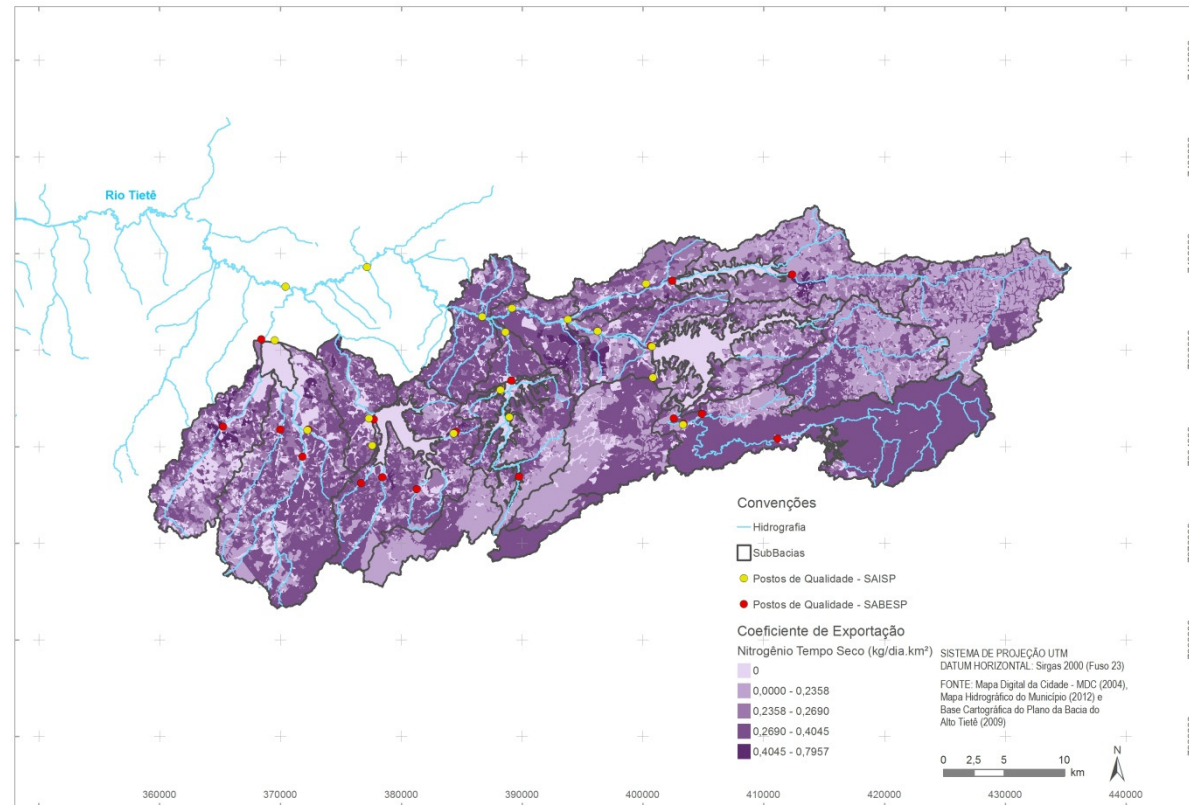 Rio Tietê
Convenções
Hidrografia
SubBacias
Postos de Qualidade - SAISP
Postos de Qualidade - SABESP
Coeficiente de Exportação
Nitrogênio Tempo Seco (kg/dia.km²)
0
0,0000 - 0,2358
0,2358 - 0,2690
0,2690 - 0,4045
0,4045 - 0,7957
SISTEMA DE PROJEÇÃO UTM
DATUM HORIZONTAL: Sirgas 2000 (Fuso 23)
FONTE: Mapa Digital da Cidade - MDC (2004),
Mapa Hidrográfico do Município (2012) e
Base Cartográfica do Plano da Bacia do
Alto Tietê (2009)
0 2,5 5 10
km
N
360000 370000 380000 390000 400000 410000 420000 430000 440000